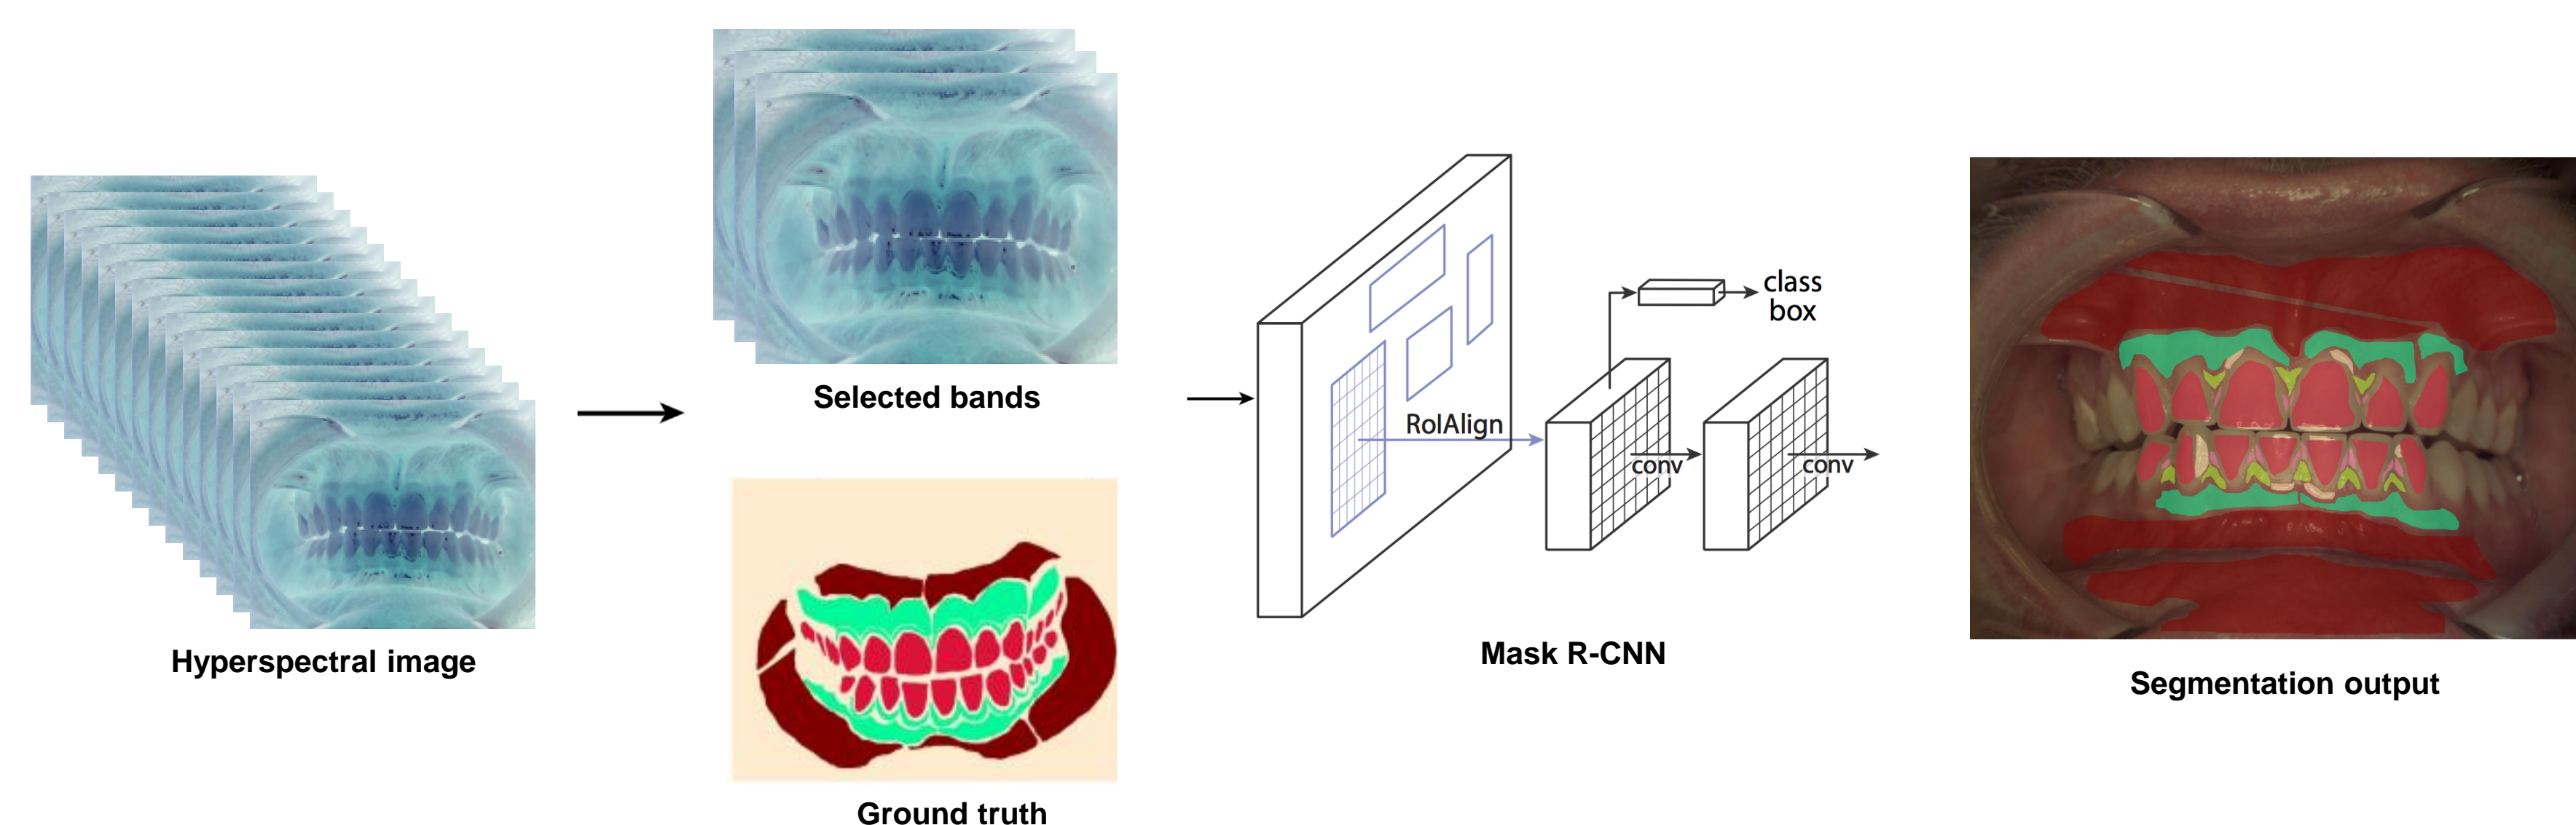 Hyperspectral image
Selected bands
Ground truth
RoIAlign
class
box
conv
conv
Mask R-CNN
Segmentation output